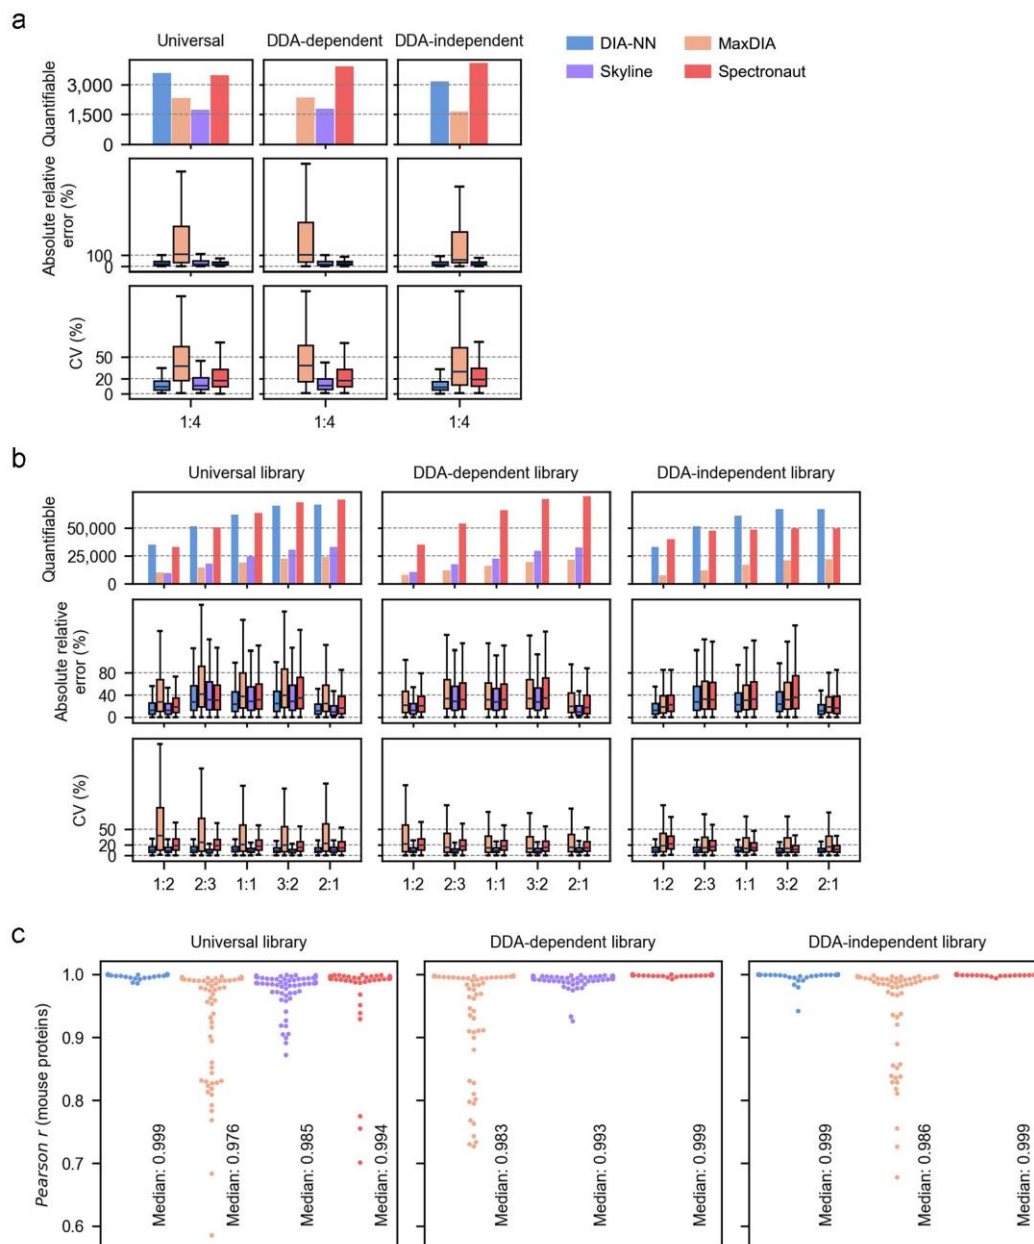 a
Universal
DDA-dependent
DDA-independent
DIA-NN
MaxDIA
Skyline
Spectronaut
Quantifiable
3,000
1,500
0
Absolute relative
error (%)
100
0
CV (%)
50
20
0
1:4
1:4
1:4
b
Universal library
DDA-dependent library
DDA-independent library
Quantifiable
50,000
25,000
0
Absolute relative
error (%)
80
40
0
CV (%)
50
20
0
1:2 2:3 1:1 3:2 2:1
1:2 2:3 1:1 3:2 2:1
1:2 2:3 1:1 3:2 2:1
c
Universal library
DDA-dependent library
DDA-independent library
Pearson r (mouse proteins)
1.0
0.9
0.8
0.7
0.6
Median: 0.999
Median: 0.976
Median: 0.985
Median: 0.994
Median: 0.983
Median: 0.993
Median: 0.999
Median: 0.999
Median: 0.986
Median: 0.999